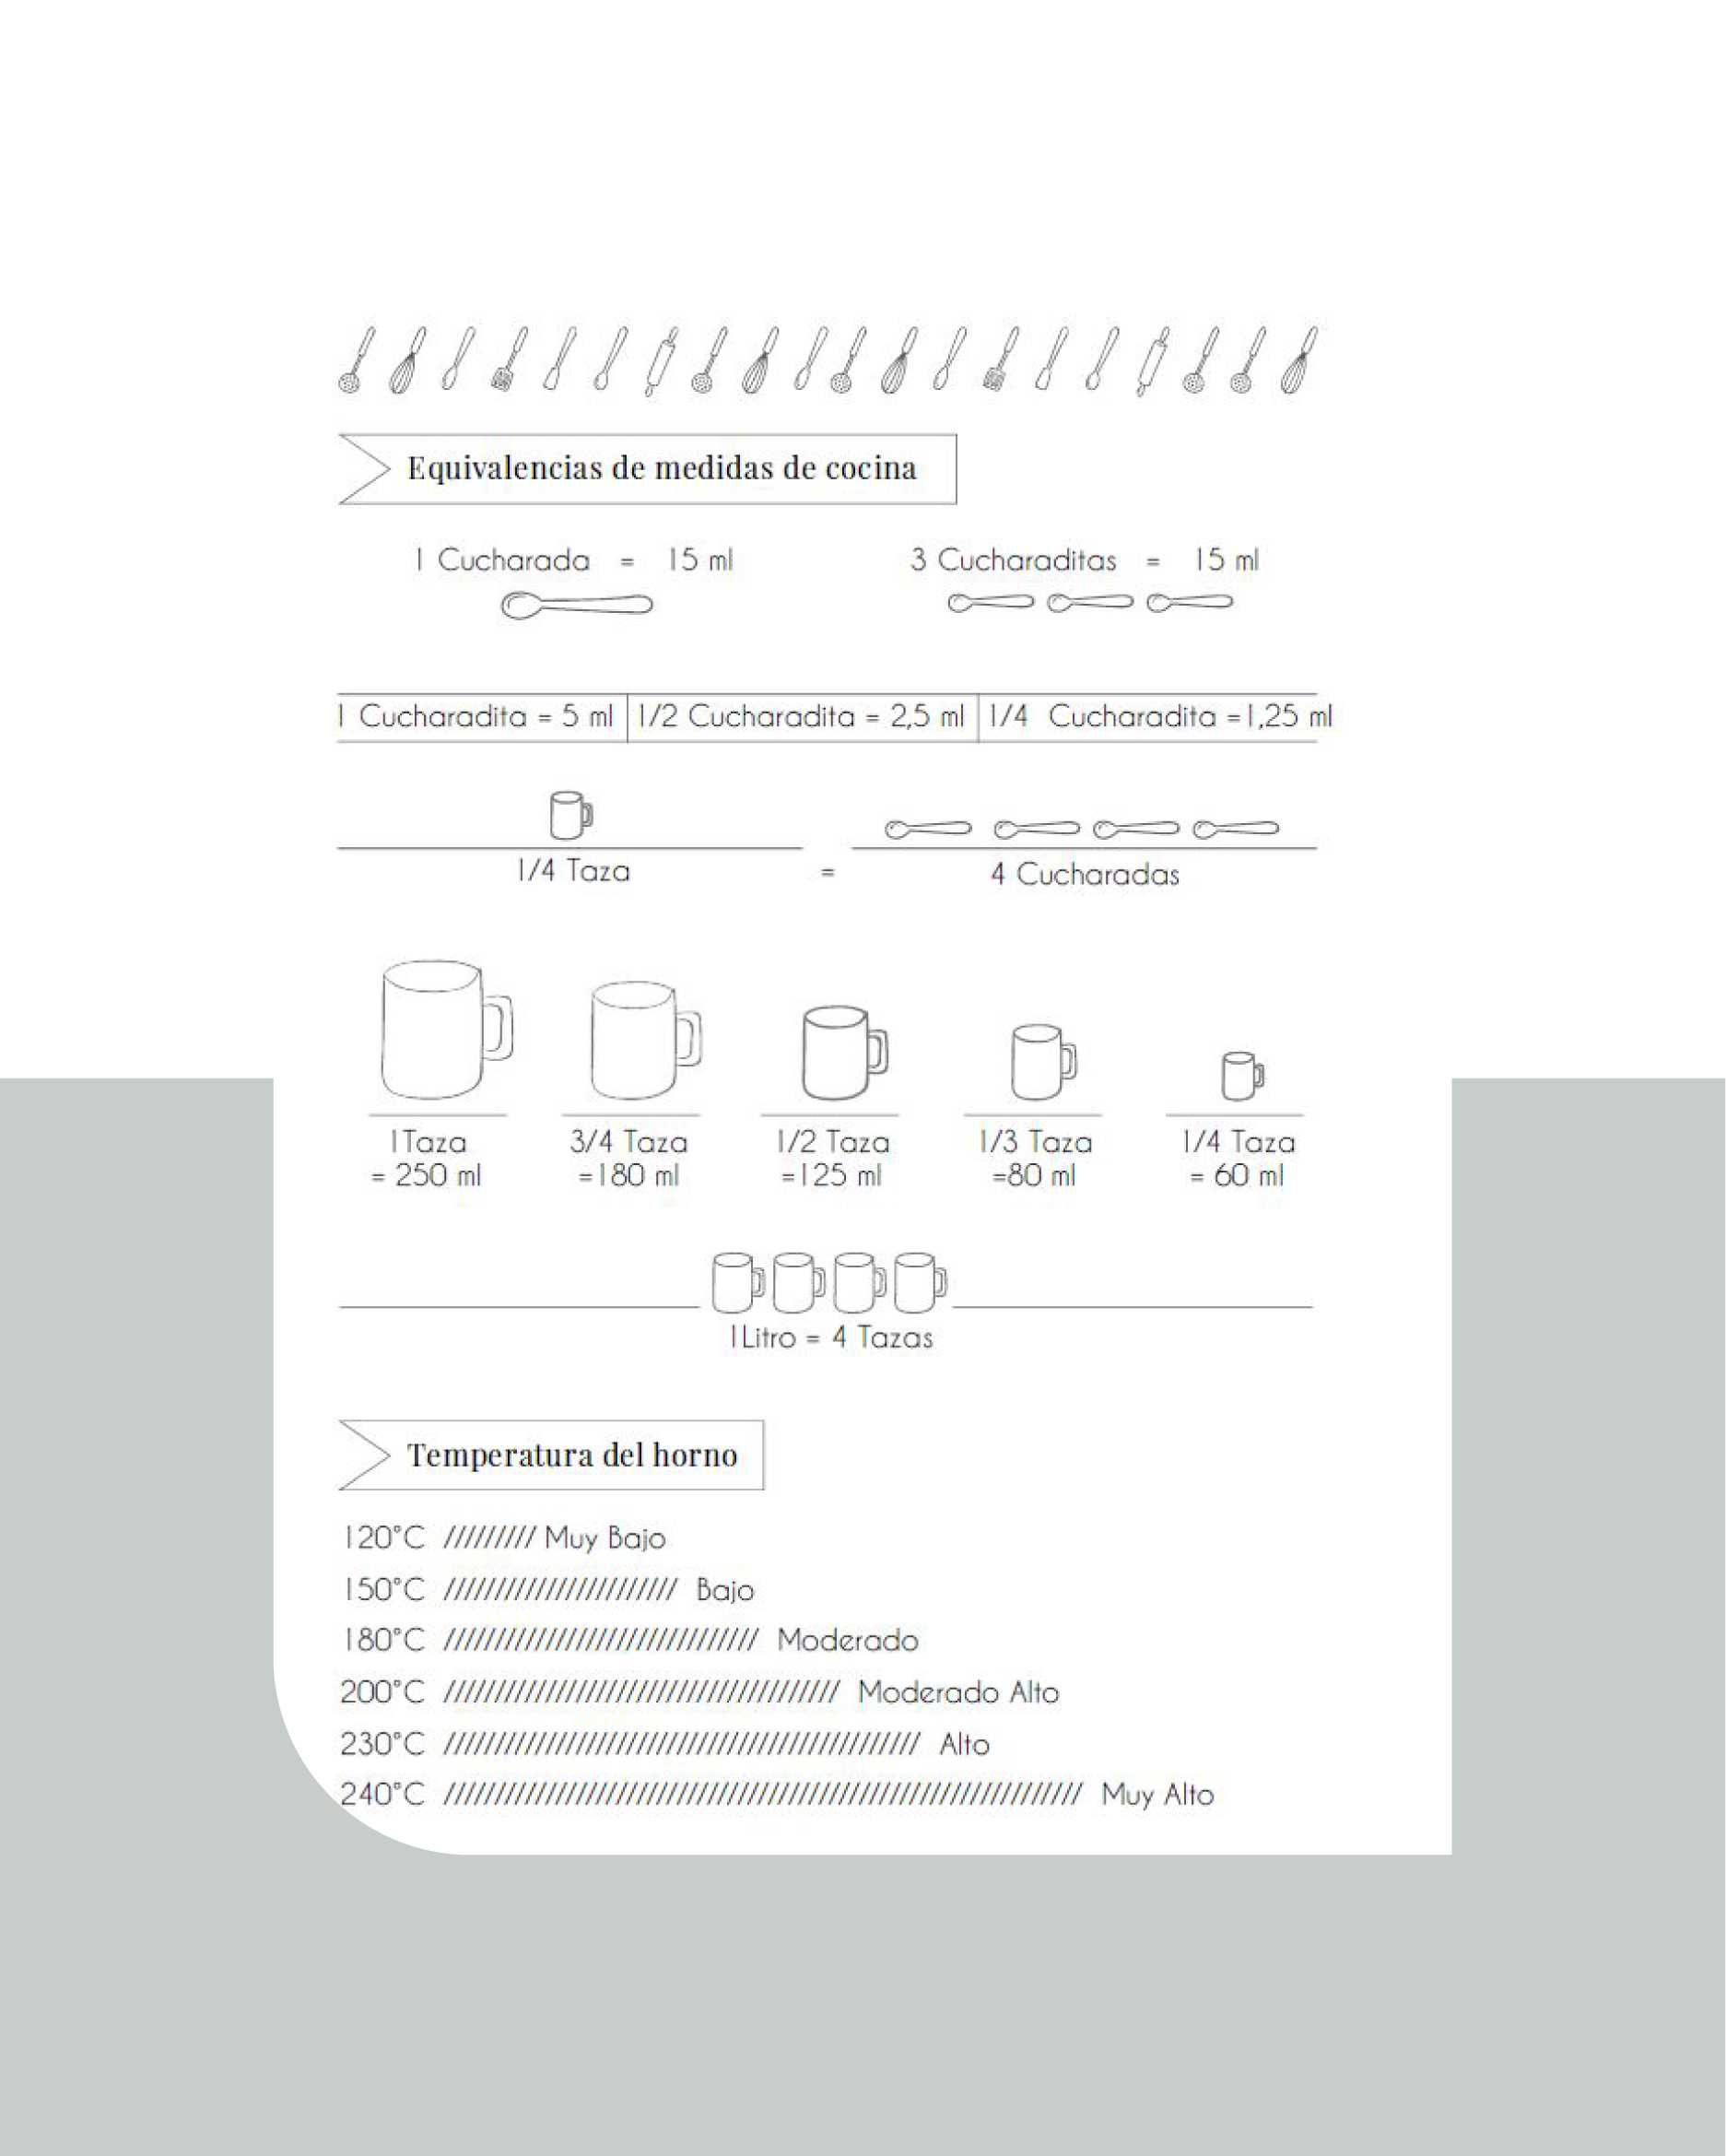 Equivalencias de medidas de cocina
1 Cucharada = 15 ml
3 Cucharaditas = 15 ml
1 Cucharadita = 5 ml
1/2 Cucharadita = 2,5 ml
1/4 Cucharadita =1,25 ml
1/4 Taza = 4 Cucharadas
1Taza
= 250 ml
3/4 Taza
=180 ml
1/2 Taza
=125 ml
1/3 Taza
=80 ml
1/4 Taza
= 60 ml
1Litro = 4 Tazas
Temperatura del horno
120°C ///////// Muy Bajo
150°C /////////////////////// Bajo
180°C /////////////////////////////// Moderado
200°C /////////////////////////////////////// Moderado Alto
230°C /////////////////////////////////////////////// Alto
240°C /////////////////////////////////////////////////////////////// Muy Alto